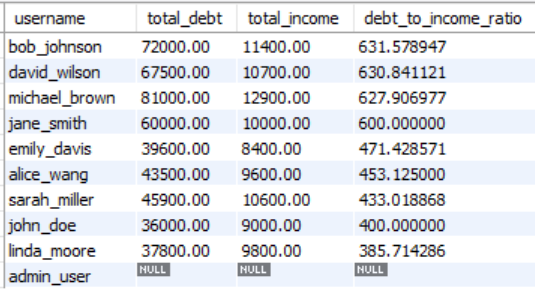 username total_debt total_income debt_to_income_ratio
bob_johnson 72000.00 11400.00 631.578947
david_wilson 67500.00 10700.00 630.841121
michael_brown 81000.00 12900.00 627.906977
jane_smith 60000.00 10000.00 600.000000
emily_davis 39600.00 8400.00 471.428571
alice_wang 43500.00 9600.00 453.125000
sarah_miller 45900.00 10600.00 433.018868
john_doe 36000.00 9000.00 400.000000
linda_moore 37800.00 9800.00 385.714286
admin_user NULL NULL NULL